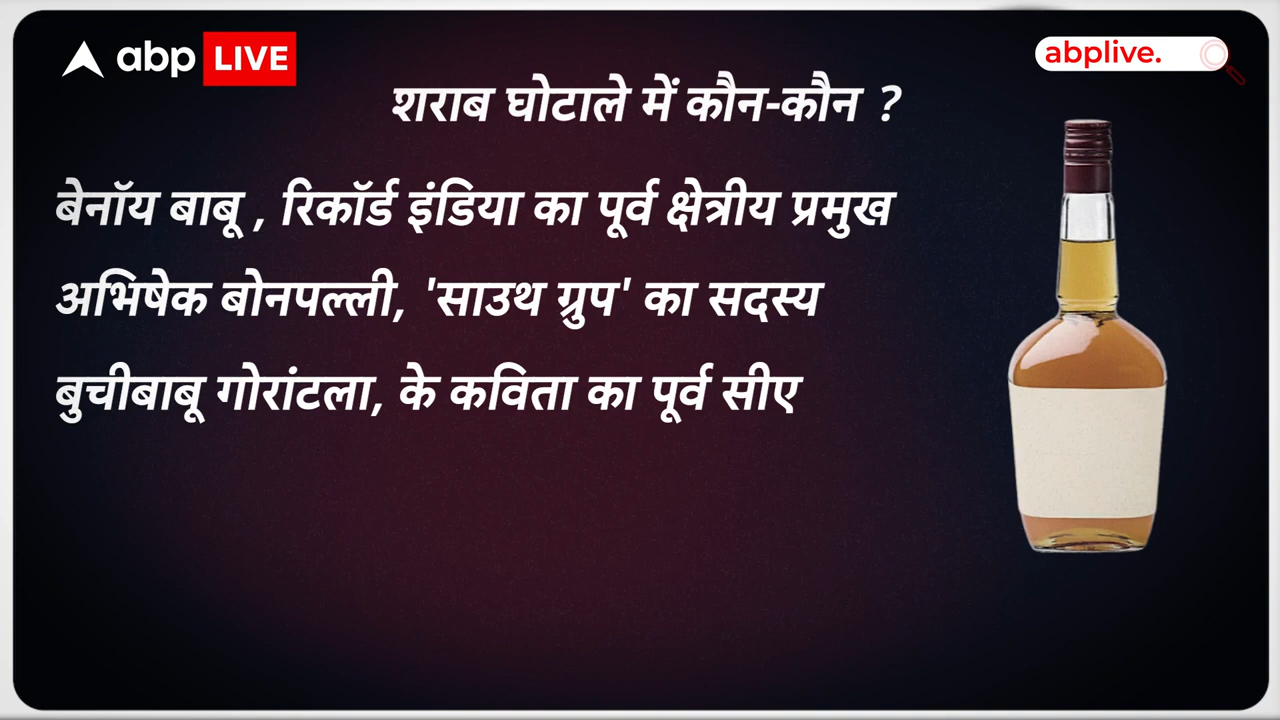 abp LIVE
abplive.
शराब घोटाले में कौन-कौन ?
बेनॉय बाबू , रिकॉर्ड इंडिया का पूर्व क्षेत्रीय प्रमुख
अभिषेक बोनपल्ली, 'साउथ ग्रुप' का सदस्य
बुचीबाबू गोरांटला, के कविता का पूर्व सीए